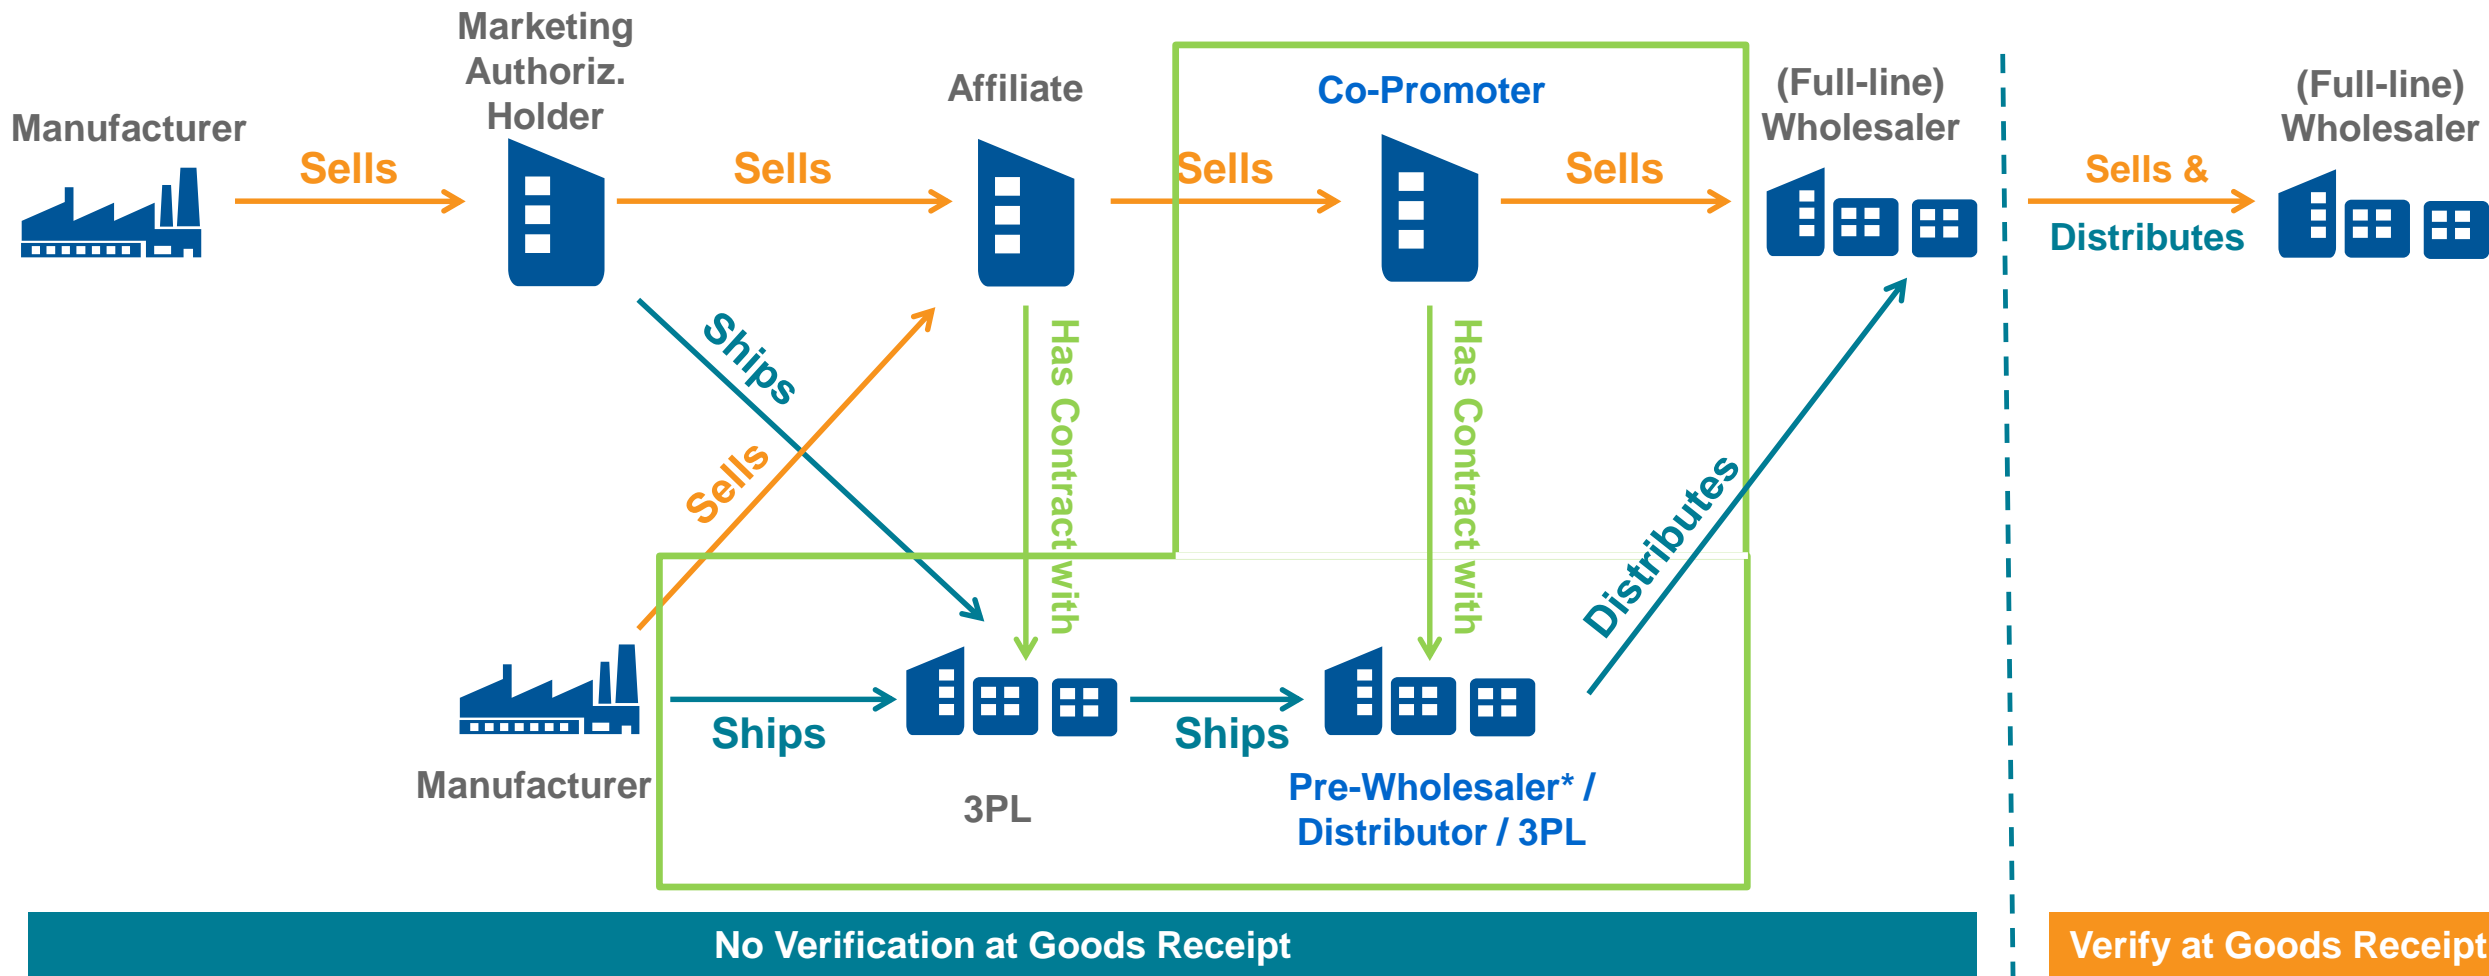 Marketing
Authoriz.
Holder
Manufacturer
Affiliate
Co-Promoter
(Full-line)
Wholesaler
(Full-line)
Wholesaler
Sells
Sells
Sells
Sells
Sells &
Distributes
Ships
Sells
Has Contract with
Has Contract with
Distributes
Ships
Ships
Manufacturer
3PL
Pre-Wholesaler* /
Distributor / 3PL
No Verification at Goods Receipt
Verify at Goods Receipt